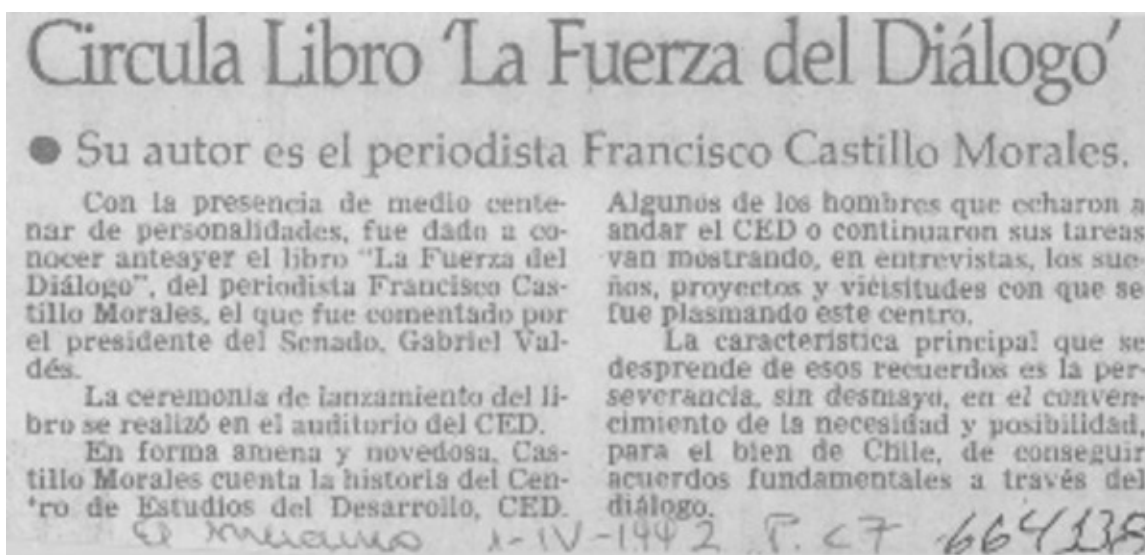 Circula Libro ‘La Fuerza del Diálogo’
● Su autor es el periodista Francisco Castillo Morales.
Con la presencia de medio cente-
nar de personalidades, fue dado a co-
nocer anteayer el libro “La Fuerza del
Diálogo”, del periodista Francisco Cas-
tillo Morales, el que fue comentado por
el presidente del Senado, Gabriel Val-
dés.
La ceremonia de lanzamiento del li-
bro se realizó en el auditorio del CED.
En forma amena y novedosa, Cas-
tillo Morales cuenta la historia del Cen-
tro de Estudios del Desarrollo, CED.
Algunos de los hombres que echaron a
andar el CED o continuaron sus tareas
van mostrando, en entrevistas, los sue-
ños, proyectos y vicisitudes con que se
fue plasmando este centro.
La característica principal que se
desprende de esos recuerdos es la per-
severancia, sin desmayo, en el conven-
cimiento de la necesidad y posibilidad,
para el bien de Chile, de conseguir
acuerdos fundamentales a través del
diálogo.
El Mercurio 1-IV-1992 P. C7